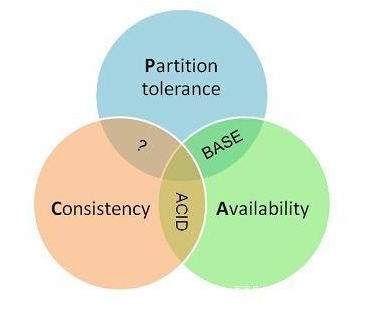 Partition
tolerance
?
BASE
Consistency
ACID
Availability